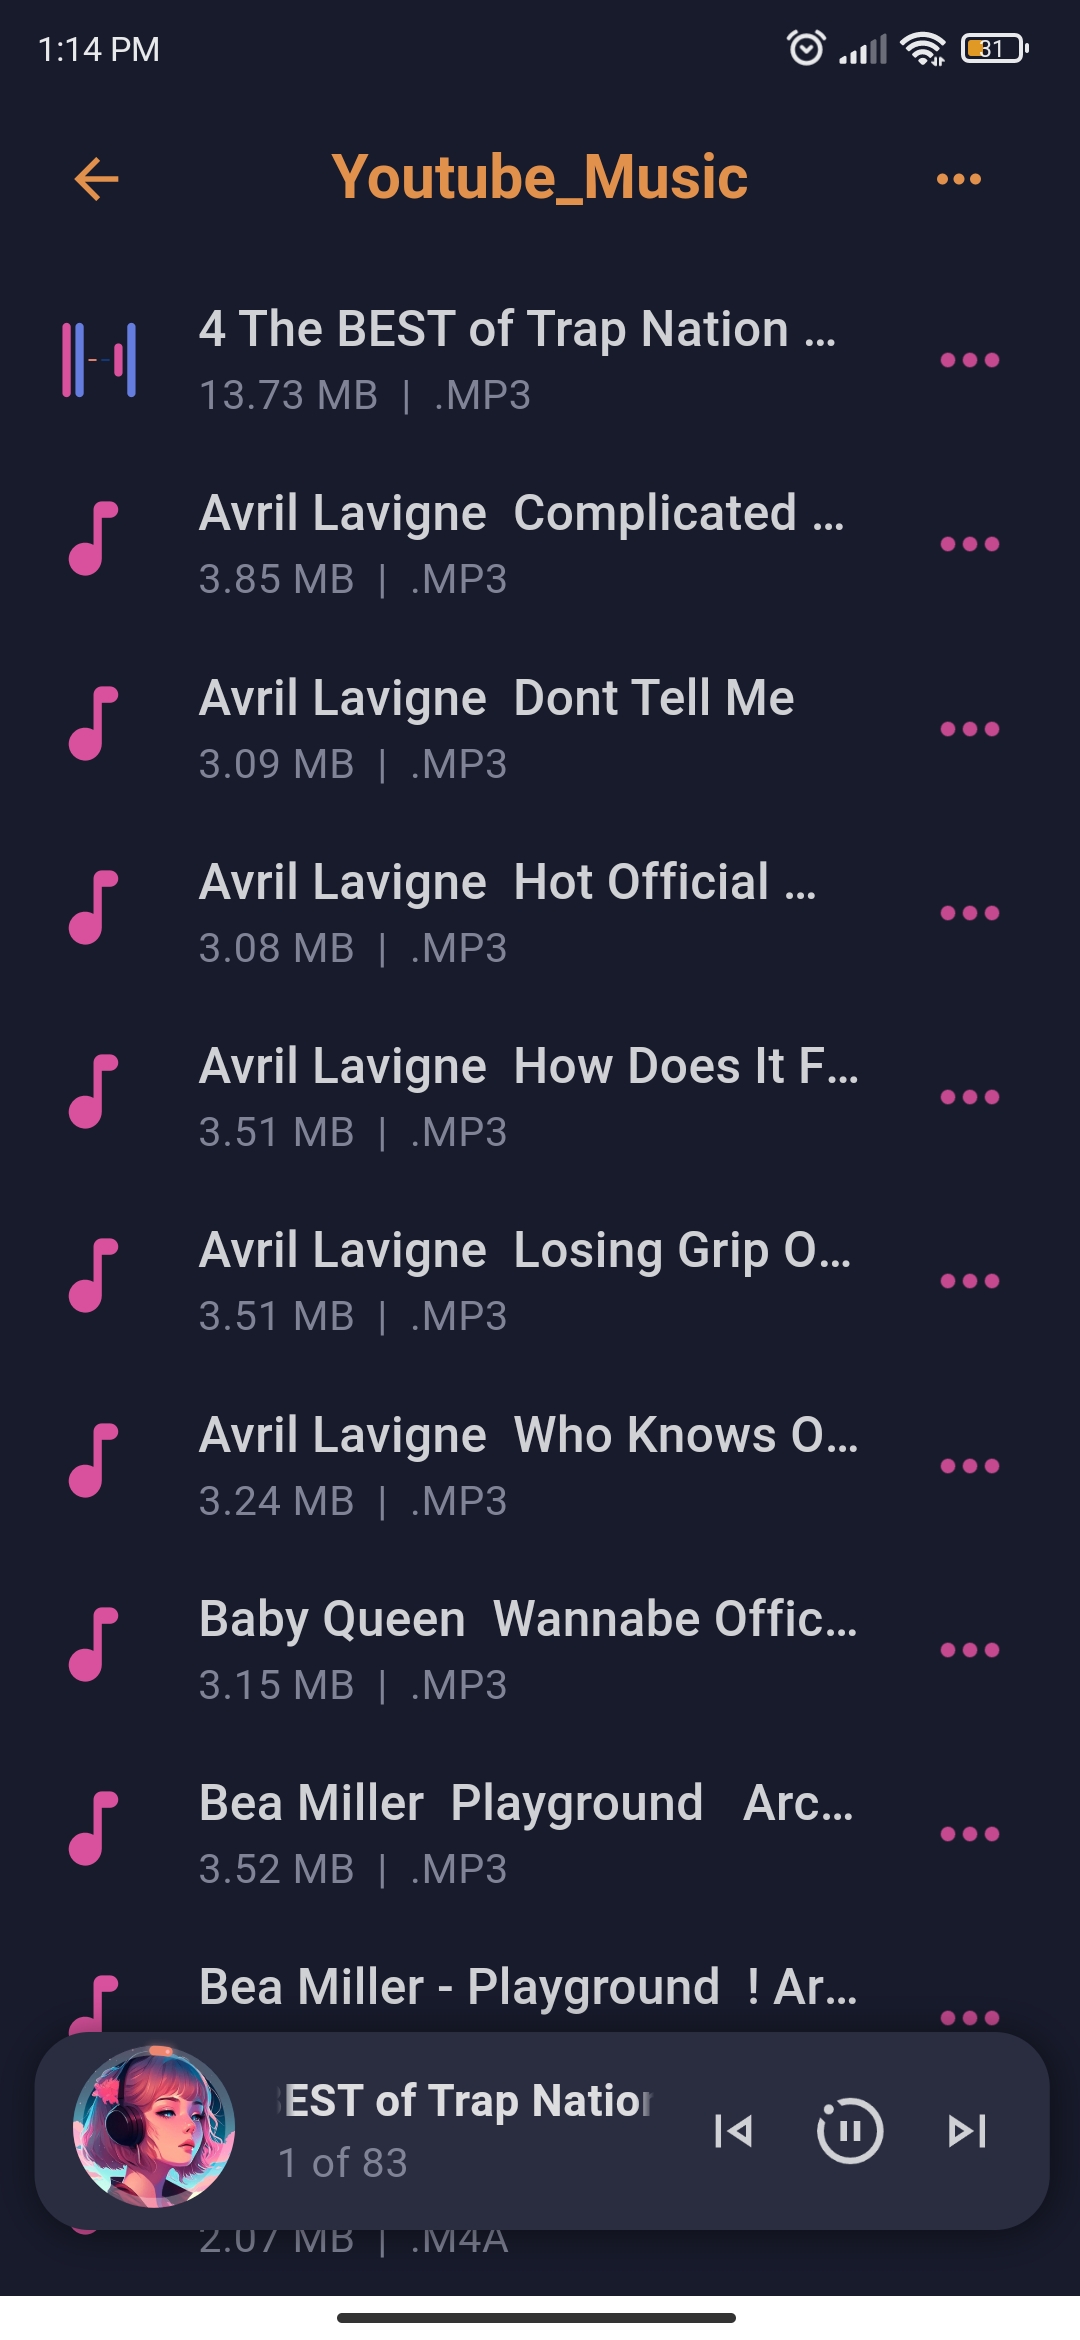 1:14 PM
31
Youtube_Music
4 The BEST of Trap Nation ...
13.73 MB | .MP3
Avril Lavigne  Complicated ...
3.85 MB | .MP3
Avril Lavigne  Dont Tell Me
3.09 MB | .MP3
Avril Lavigne  Hot Official ...
3.08 MB | .MP3
Avril Lavigne  How Does It F...
3.51 MB | .MP3
Avril Lavigne  Losing Grip O...
3.51 MB | .MP3
Avril Lavigne  Who Knows O...
3.24 MB | .MP3
Baby Queen  Wannabe Offic...
3.15 MB | .MP3
Bea Miller  Playground   Arc...
3.52 MB | .MP3
Bea Miller - Playground  ! Ar...
BEST of Trap Nation
1 of 83
2.07 MB | .M4A